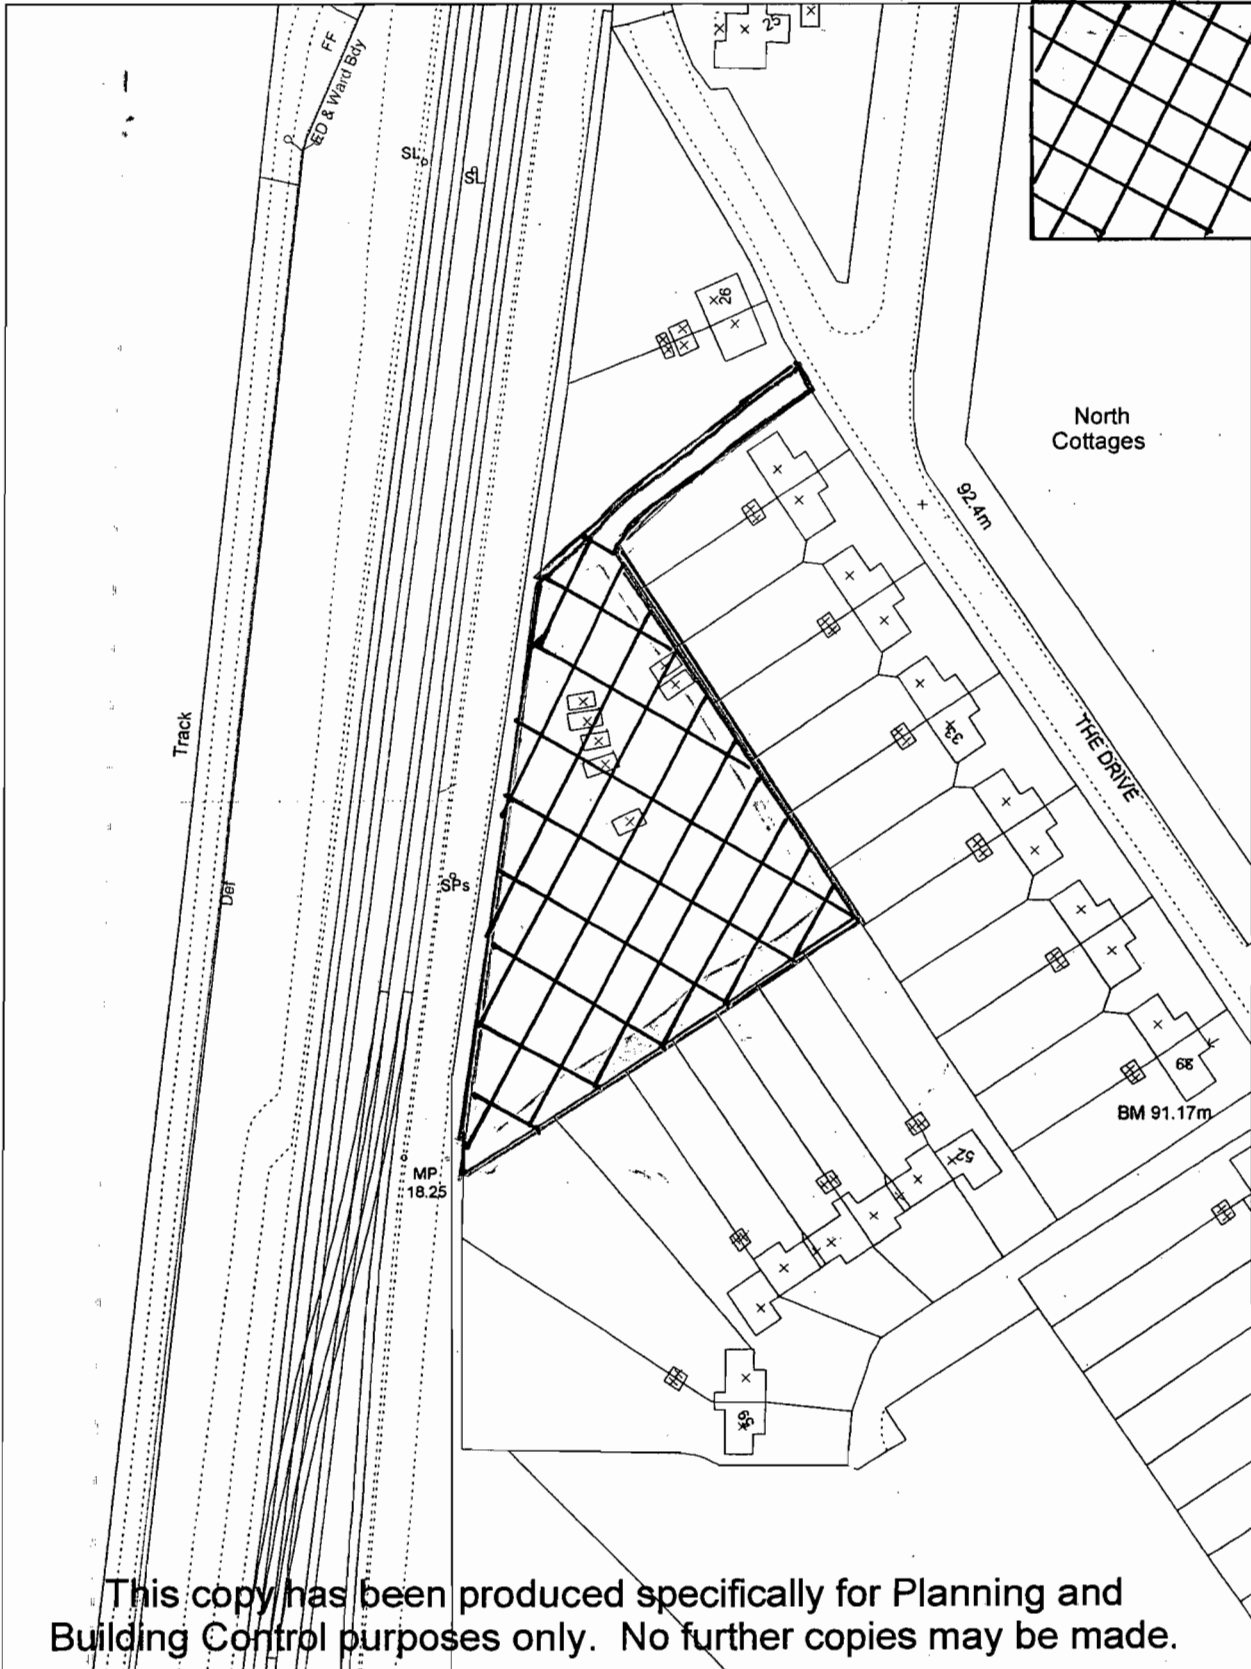 25
FF
ED & Ward Bdy
SL
SL
26
North
Cottages
92.4m
33
THE DRIVE
Track
Def
SPs
39
BM 91.17m
52
MP
18.25
59
This copy has been produced specifically for Planning and
Building Control purposes only. No further copies may be made.